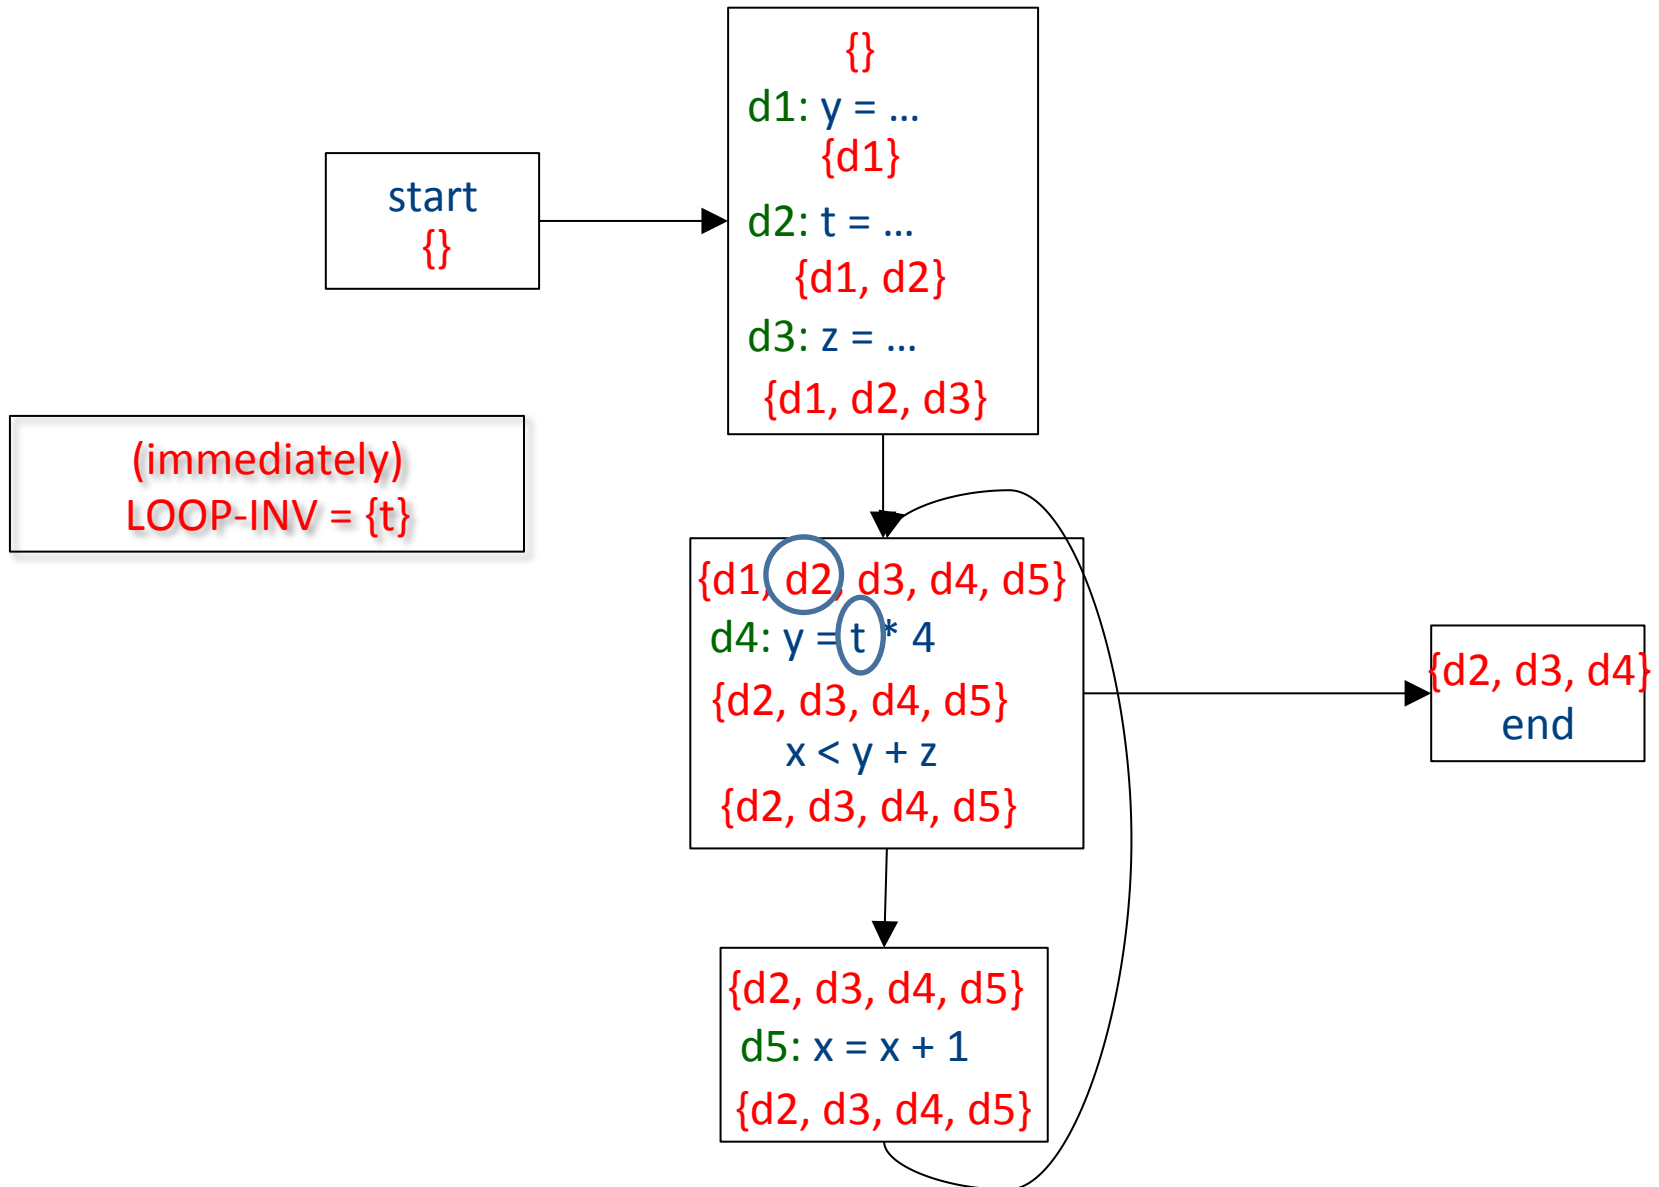 {}
d1: y = ...
{d1}
start
{}
d2: t = ...
{d1, d2}
d3: z = ...
{d1, d2, d3}
(immediately)
LOOP-INV = {t}
{d1, d2, d3, d4, d5}
d4: y = t * 4
{d2, d3, d4, d5}
x < y + z
{d2, d3, d4, d5}
{d2, d3, d4}
end
{d2, d3, d4, d5}
d5: x = x + 1
{d2, d3, d4, d5}